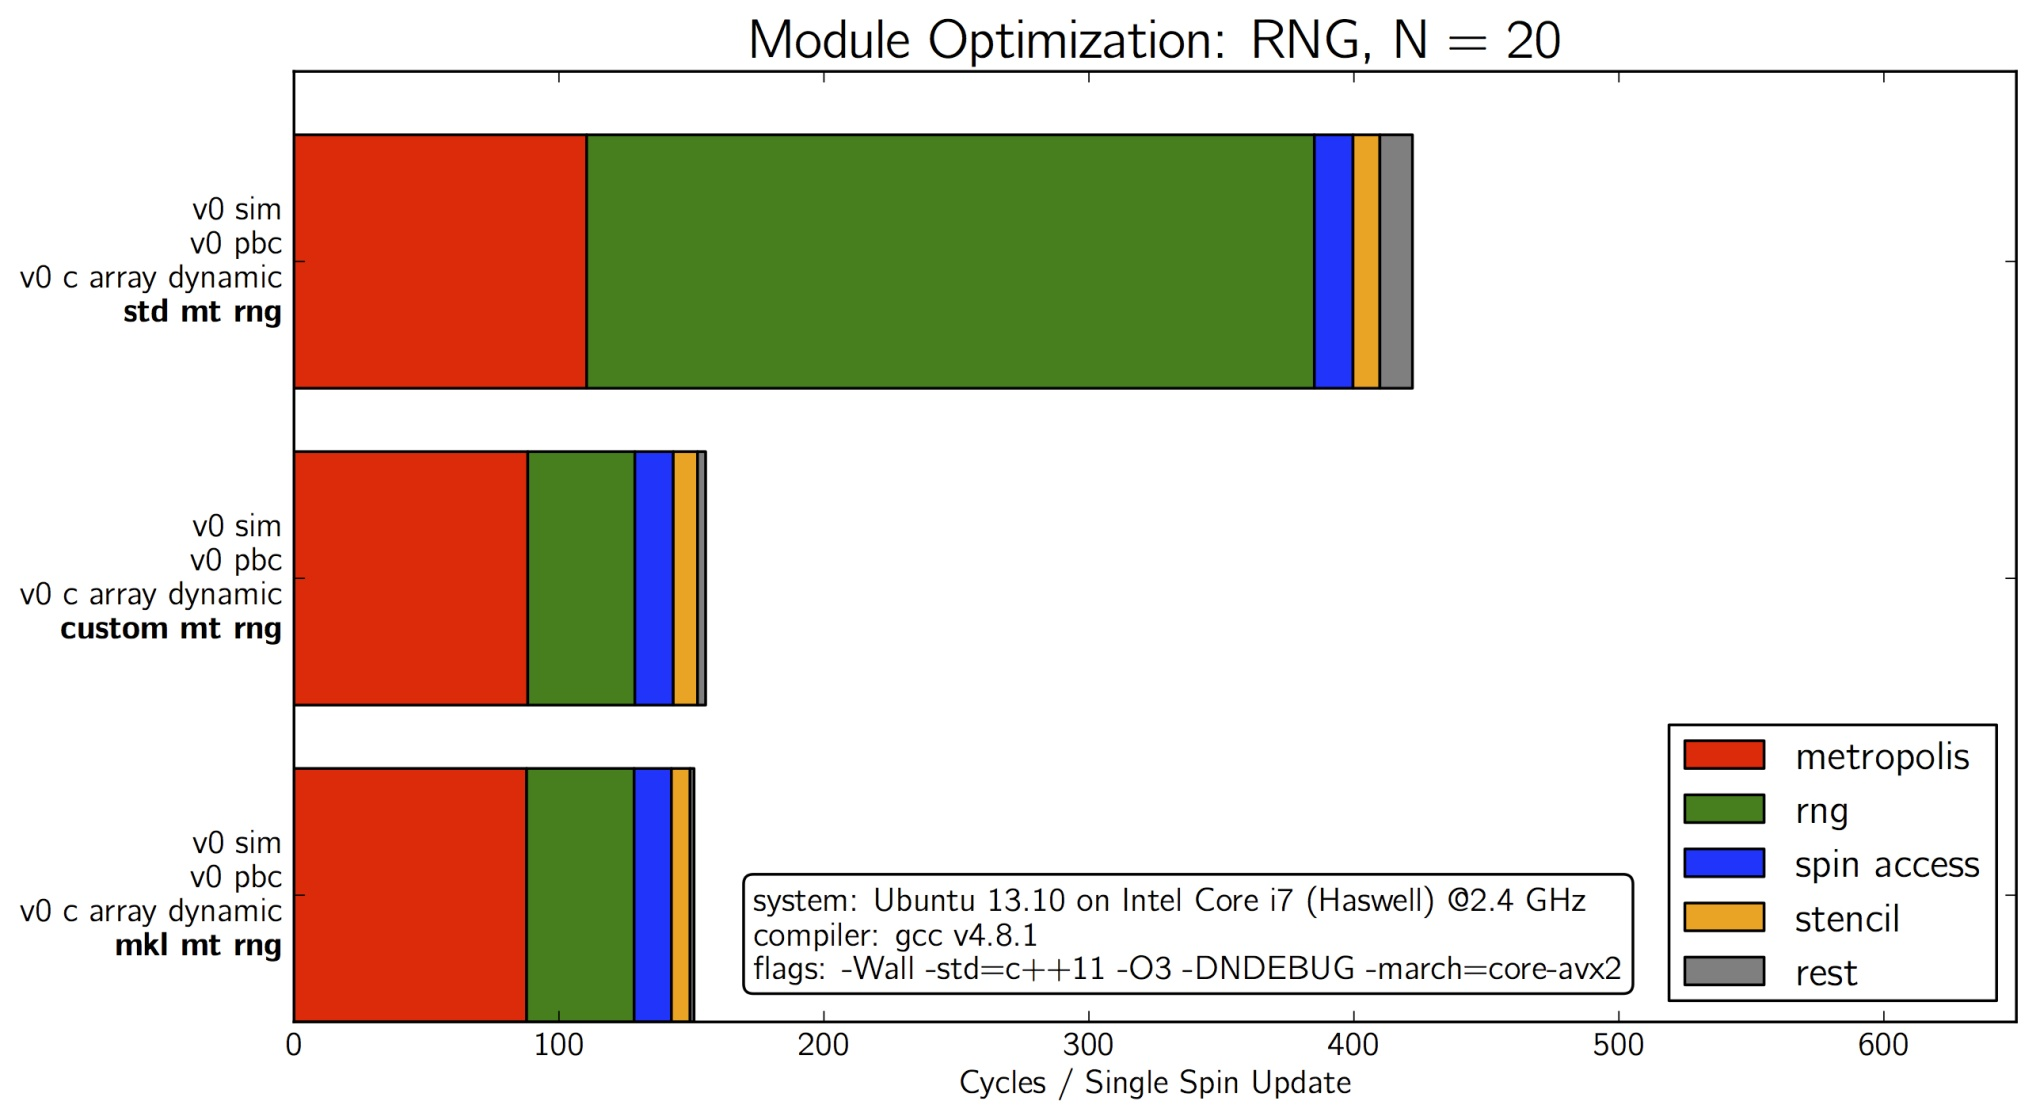 Module Optimization: RNG, N = 20
v0 sim
v0 pbc
v0 c array dynamic
std mt rng
v0 sim
v0 pbc
v0 c array dynamic
custom mt rng
v0 sim
v0 pbc
v0 c array dynamic
mkl mt rng
system: Ubuntu 13.10 on Intel Core i7 (Haswell) @2.4 GHz
compiler: gcc v4.8.1
flags: -Wall -std=c++11 -O3 -DNDEBUG -march=core-avx2
metropolis
rng
spin access
stencil
rest
0 100 200 300 400 500 600
Cycles / Single Spin Update